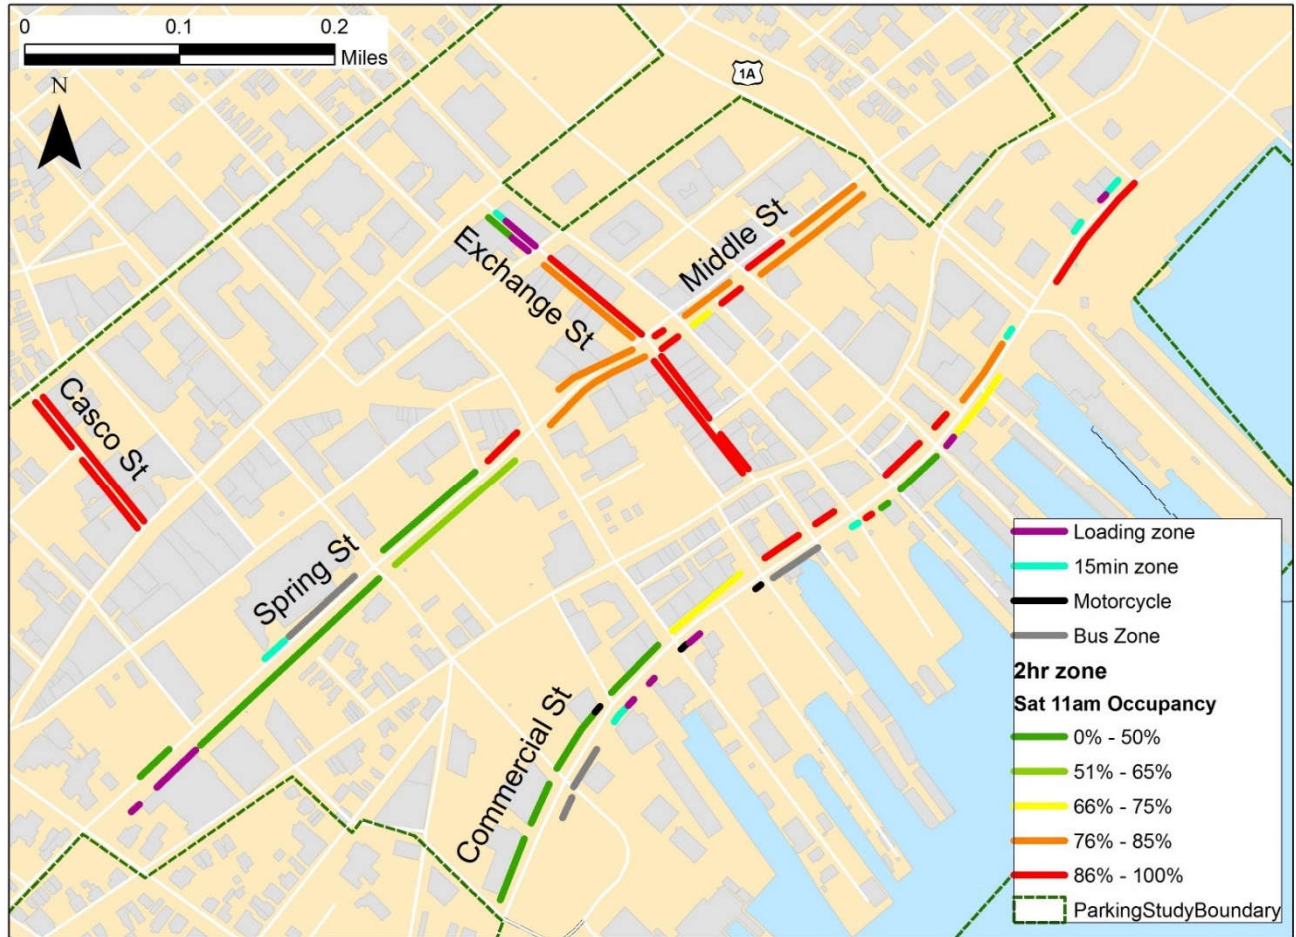 0 0.1 0.2
Miles
N
1A
Middle St
Exchange St
Casco St
Spring St
Commercial St
Loading zone
15min zone
Motorcycle
Bus Zone
2hr zone
Sat 11am Occupancy
0% - 50%
51% - 65%
66% - 75%
76% - 85%
86% - 100%
ParkingStudyBoundary